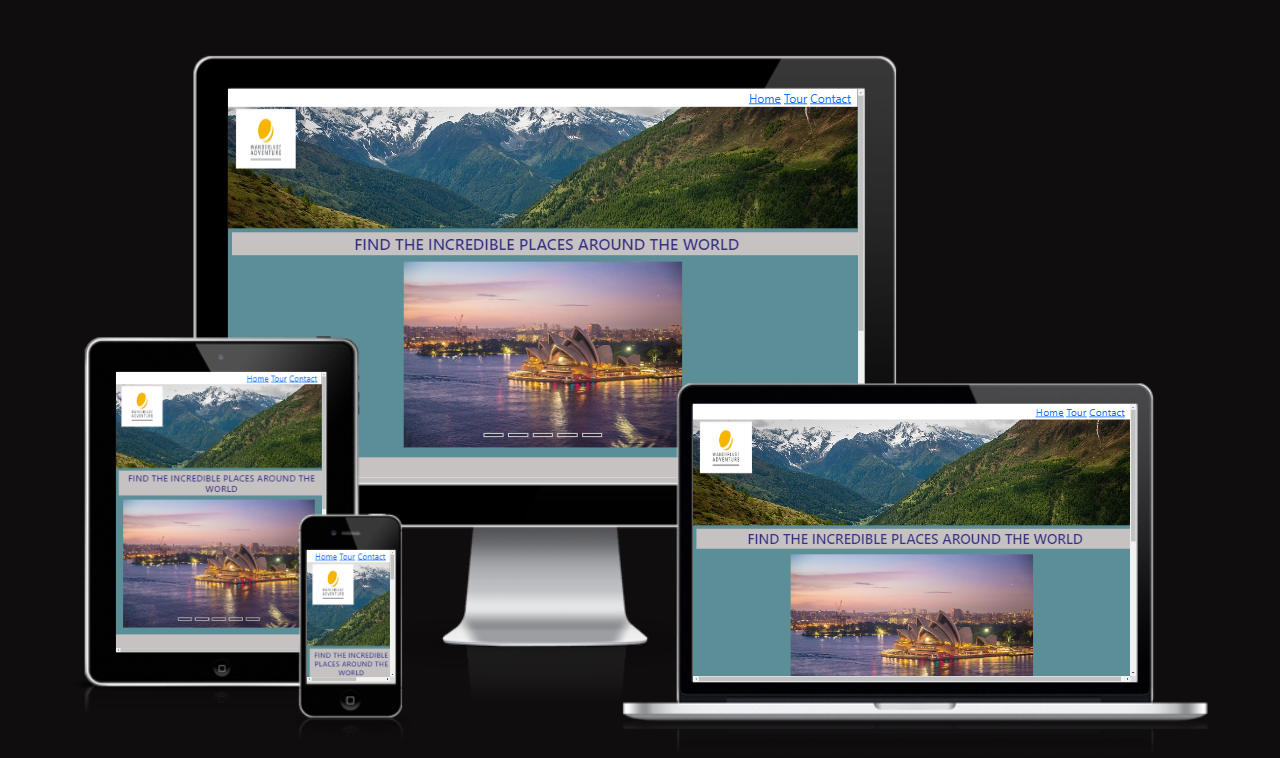 Home Tour Contact
WANDERLUST
ADVENTURE
FIND THE INCREDIBLE PLACES AROUND THE WORLD
Home Tour Contact
WANDERLUST
ADVENTURE
FIND THE INCREDIBLE PLACES AROUND THE
WORLD
Home Tour Contact
WANDERLUST
ADVENTURE
FIND THE INCREDIBLE
PLACES AROUND THE
WORLD
Home Tour Contact
WANDERLUST
ADVENTURE
FIND THE INCREDIBLE PLACES AROUND THE WORLD